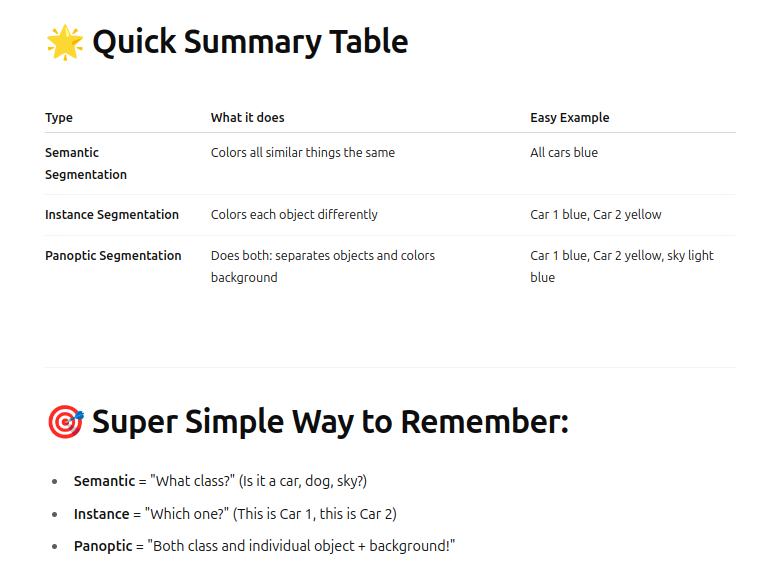 🌟 Quick Summary Table
Type What it does Easy Example
Semantic Segmentation Colors all similar things the same All cars blue
Instance Segmentation Colors each object differently Car 1 blue, Car 2 yellow
Panoptic Segmentation Does both: separates objects and colors background Car 1 blue, Car 2 yellow, sky light blue
🎯 Super Simple Way to Remember:
• Semantic = "What class?" (Is it a car, dog, sky?)
• Instance = "Which one?" (This is Car 1, this is Car 2)
• Panoptic = "Both class and individual object + background!"